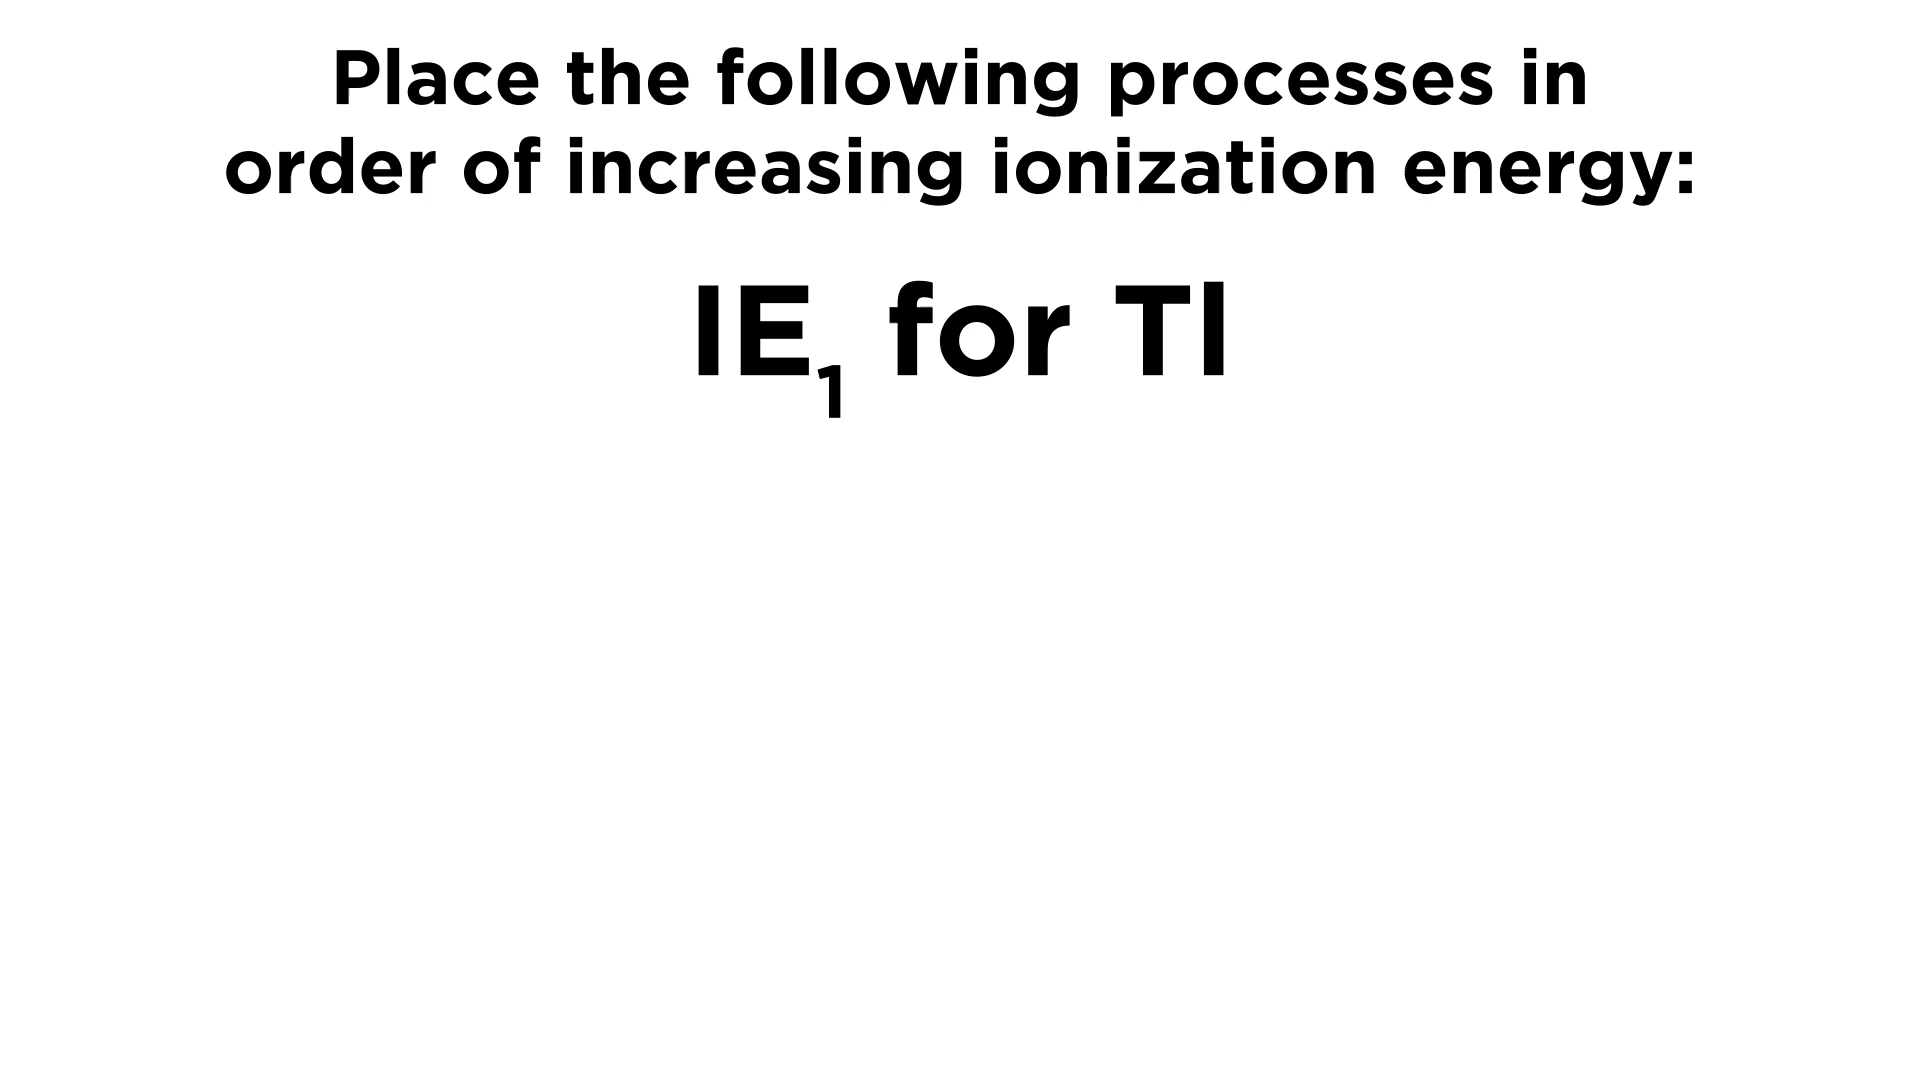 Place the following processes in
order of increasing ionization energy:
IE₁ for Tl